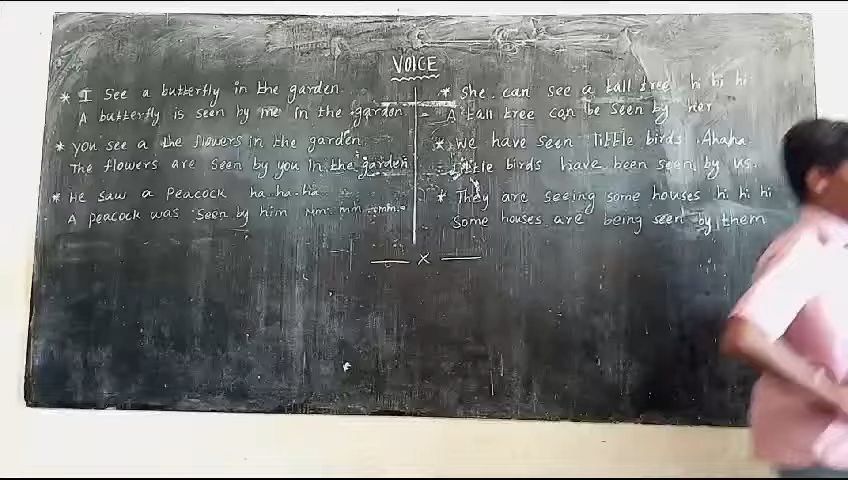 VOICE
* I see a butterfly in the garden.
A butterfly is seen by me in the garden.
* you see a the flowers in the garden.
The flowers are seen by you in the garden
* He saw a Peacock ha-ha-ha
A peacock was seen by him mm. mm. mm.
* she can see a tall tree hi hi hi
A tall tree can be seen by her
* we have seen little birds Ahaha
little birds have been seen by us.
* They are seeing some houses hi hi hi
some houses are being seen by them
x